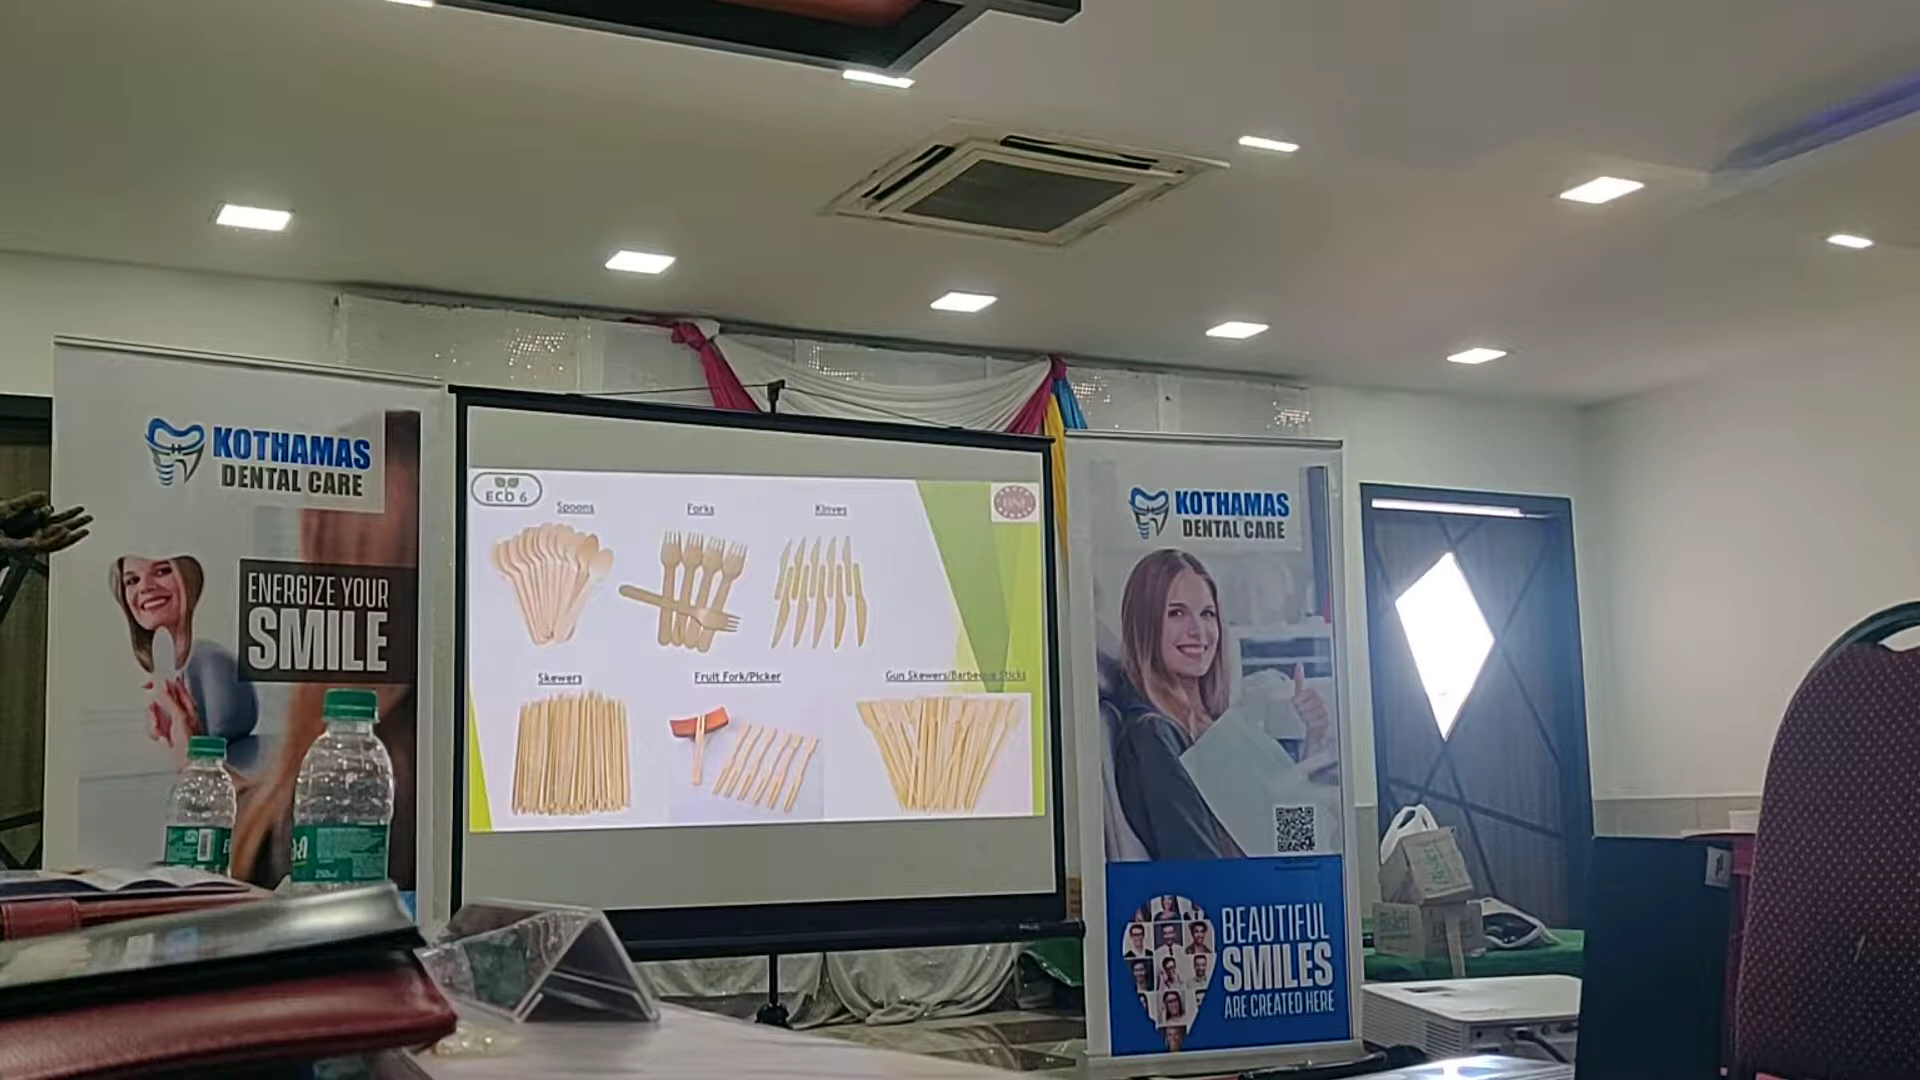 KOTHAMAS
DENTAL CARE
ENERGIZE YOUR
SMILE
ECO 6
Spoons
Forks
Kinves
Skewers
Fruit Fork/Picker
Gun Skewers/Barbeque Sticks
KOTHAMAS
DENTAL CARE
BEAUTIFUL
SMILES
ARE CREATED HERE